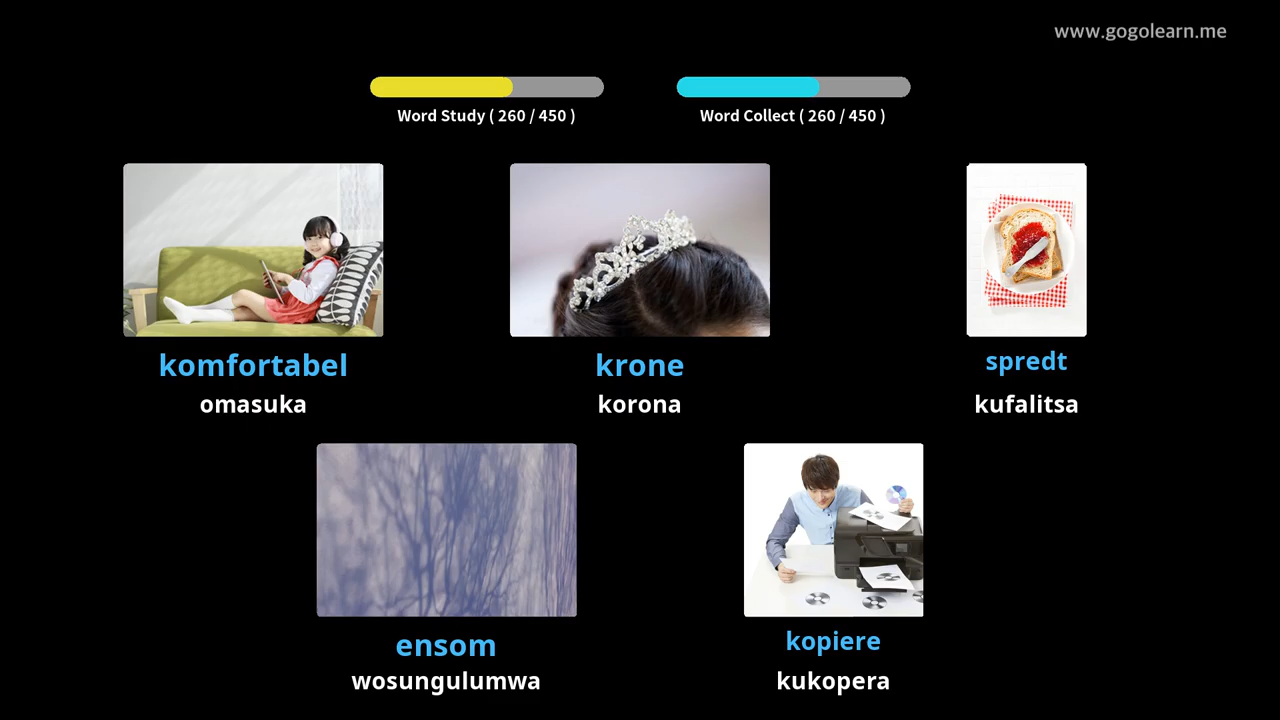 www.gogolearn.me
Word Study ( 260 / 450 )
Word Collect ( 260 / 450 )
komfortabel
omasuka
krone
korona
spredt
kufalitsa
ensom
wosungulumwa
kopiere
kukopera